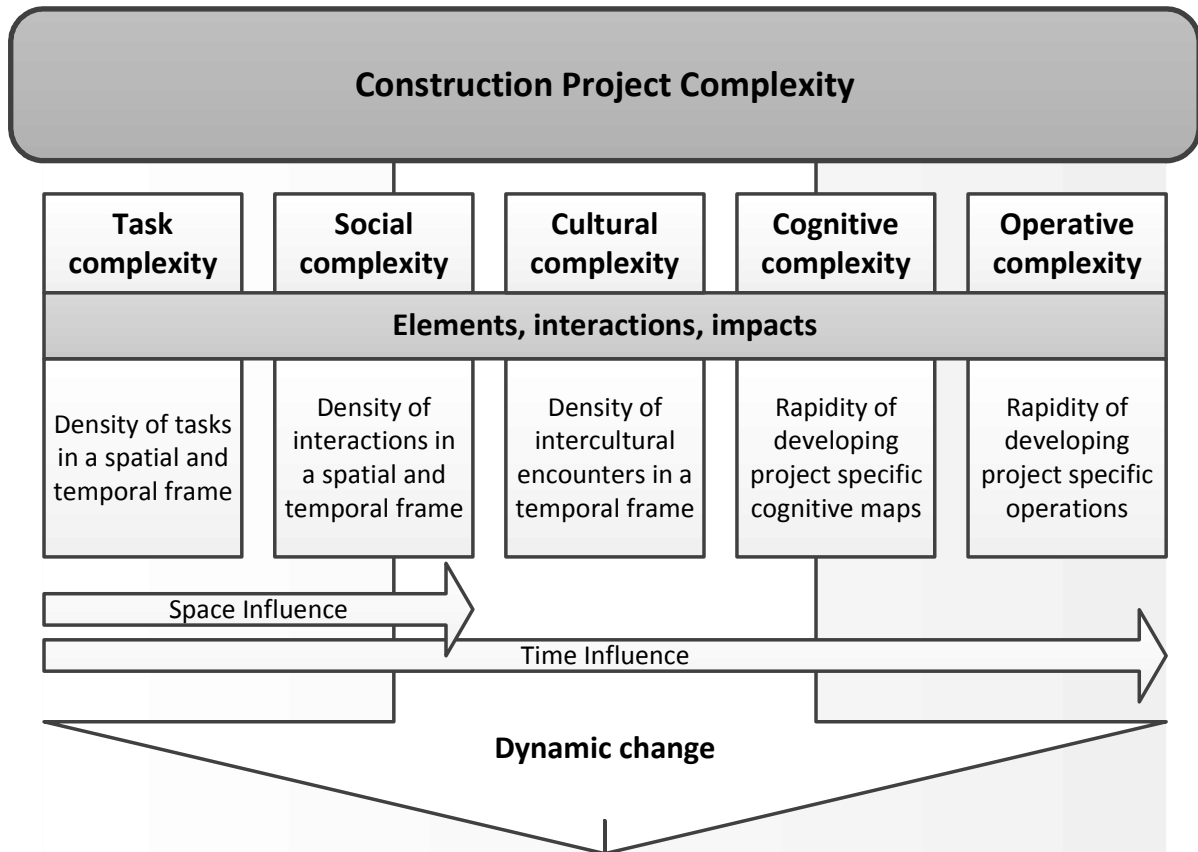 Construction Project Complexity
Task
complexity
Social
complexity
Cultural
complexity
Cognitive
complexity
Operative
complexity
Elements, interactions, impacts
Density of tasks
in a spatial and
temporal frame
Density of
interactions in
a spatial and
temporal frame
Density of
intercultural
encounters in a
temporal frame
Rapidity of
developing
project specific
cognitive maps
Rapidity of
developing
project specific
operations
Space Influence
Time Influence
Dynamic change